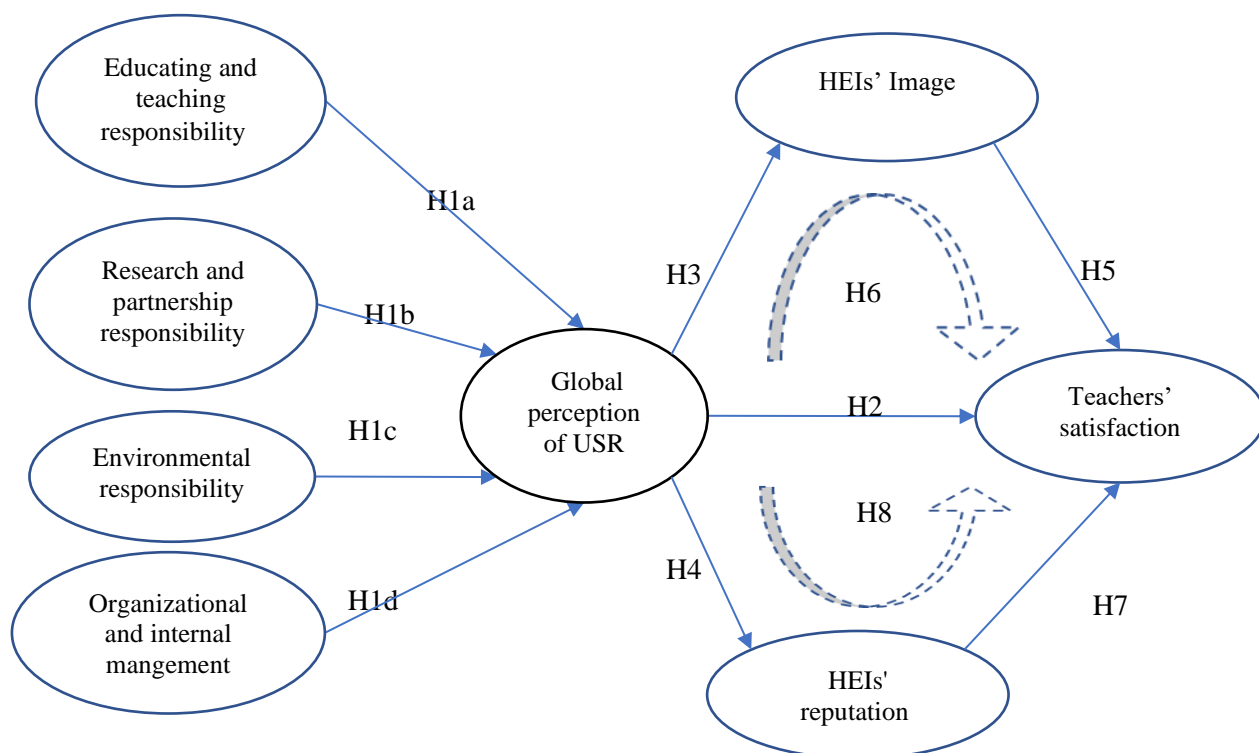 Educating and
teaching
responsibility
H1a
Research and
partnership
responsibility
H1b
Environmental
responsibility
H1c
Organizational
and internal
mangement
H1d
Global
perception
of USR
HEIs’ Image
H3
H6
H5
H2
Teachers’
satisfaction
H8
H4
H7
HEIs'
reputation